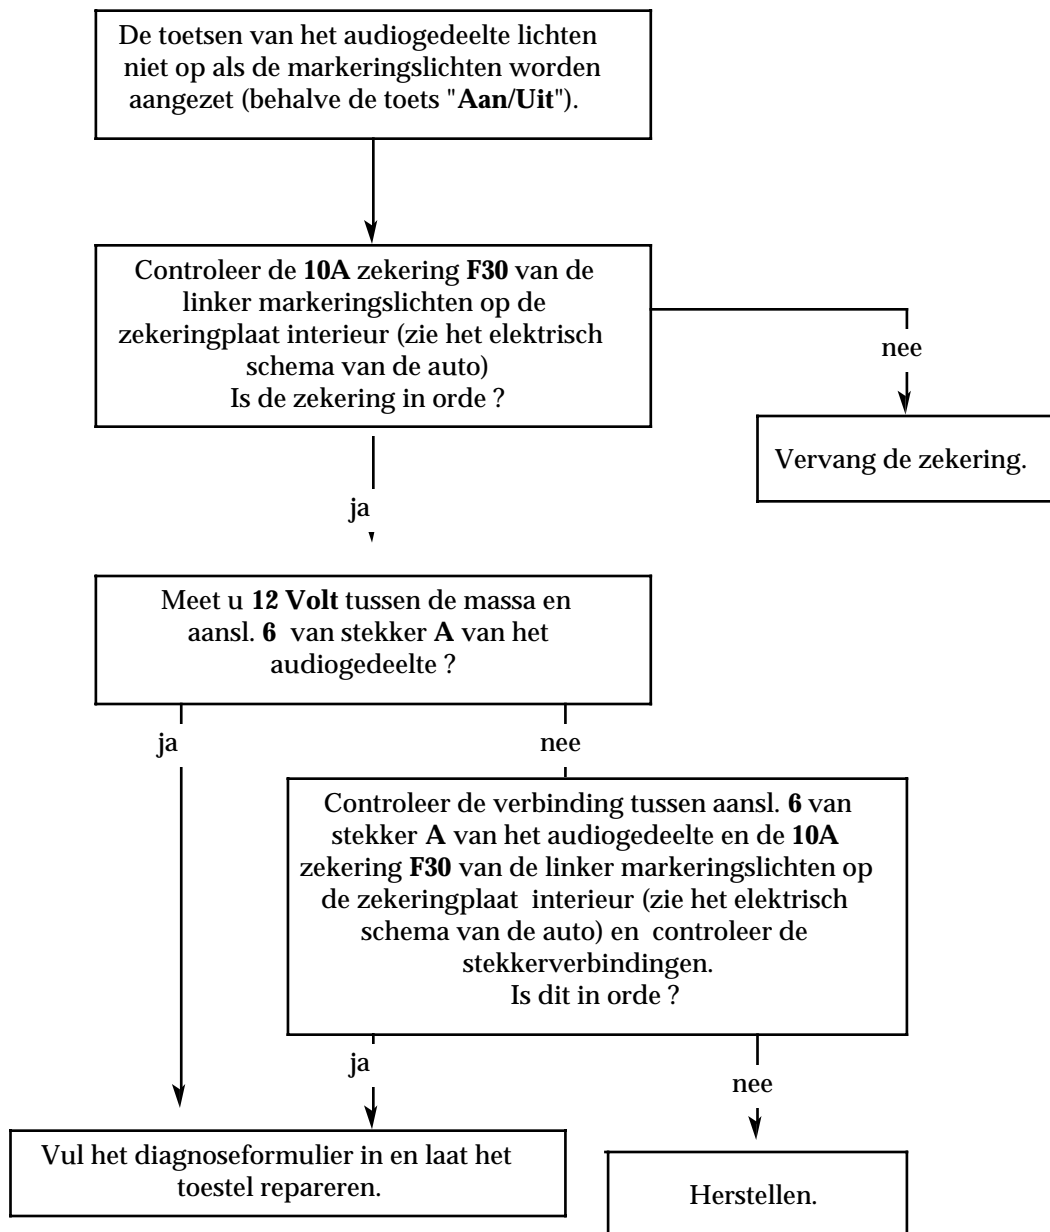 De toetsen van het audiogedeelte lichten
niet op als de markeringslichten worden
aangezet (behalve de toets "Aan/Uit").
Controleer de 10A zekering F30 van de
linker markeringslichten op de
zekeringplaat interieur (zie het elektrisch
schema van de auto)
Is de zekering in orde ?
nee
Vervang de zekering.
ja
Meet u 12 Volt tussen de massa en
aansl. 6 van stekker A van het
audiogedeelte ?
ja
nee
Controleer de verbinding tussen aansl. 6 van
stekker A van het audiogedeelte en de 10A
zekering F30 van de linker markeringslichten op
de zekeringplaat interieur (zie het elektrisch
schema van de auto) en controleer de
stekkerverbindingen.
Is dit in orde ?
ja
nee
Vul het diagnoseformulier in en laat het
toestel repareren.
Herstellen.